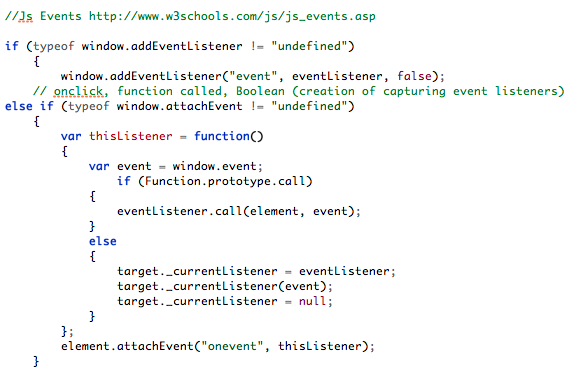 //Js Events http://www.w3schools.com/js/js_events.asp
if (typeof window.addEventListener != "undefined")
{
window.addEventListener("event", eventListener, false);
// onclick, function called, Boolean (creation of capturing event listeners)
else if (typeof window.attachEvent != "undefined")
{
var thisListener = function()
{
var event = window.event;
if (Function.prototype.call)
{
eventListener.call(element, event);
}
else
{
target._currentListener = eventListener;
target._currentListener(event);
target._currentListener = null;
}
};
element.attachEvent("onevent", thisListener);
}